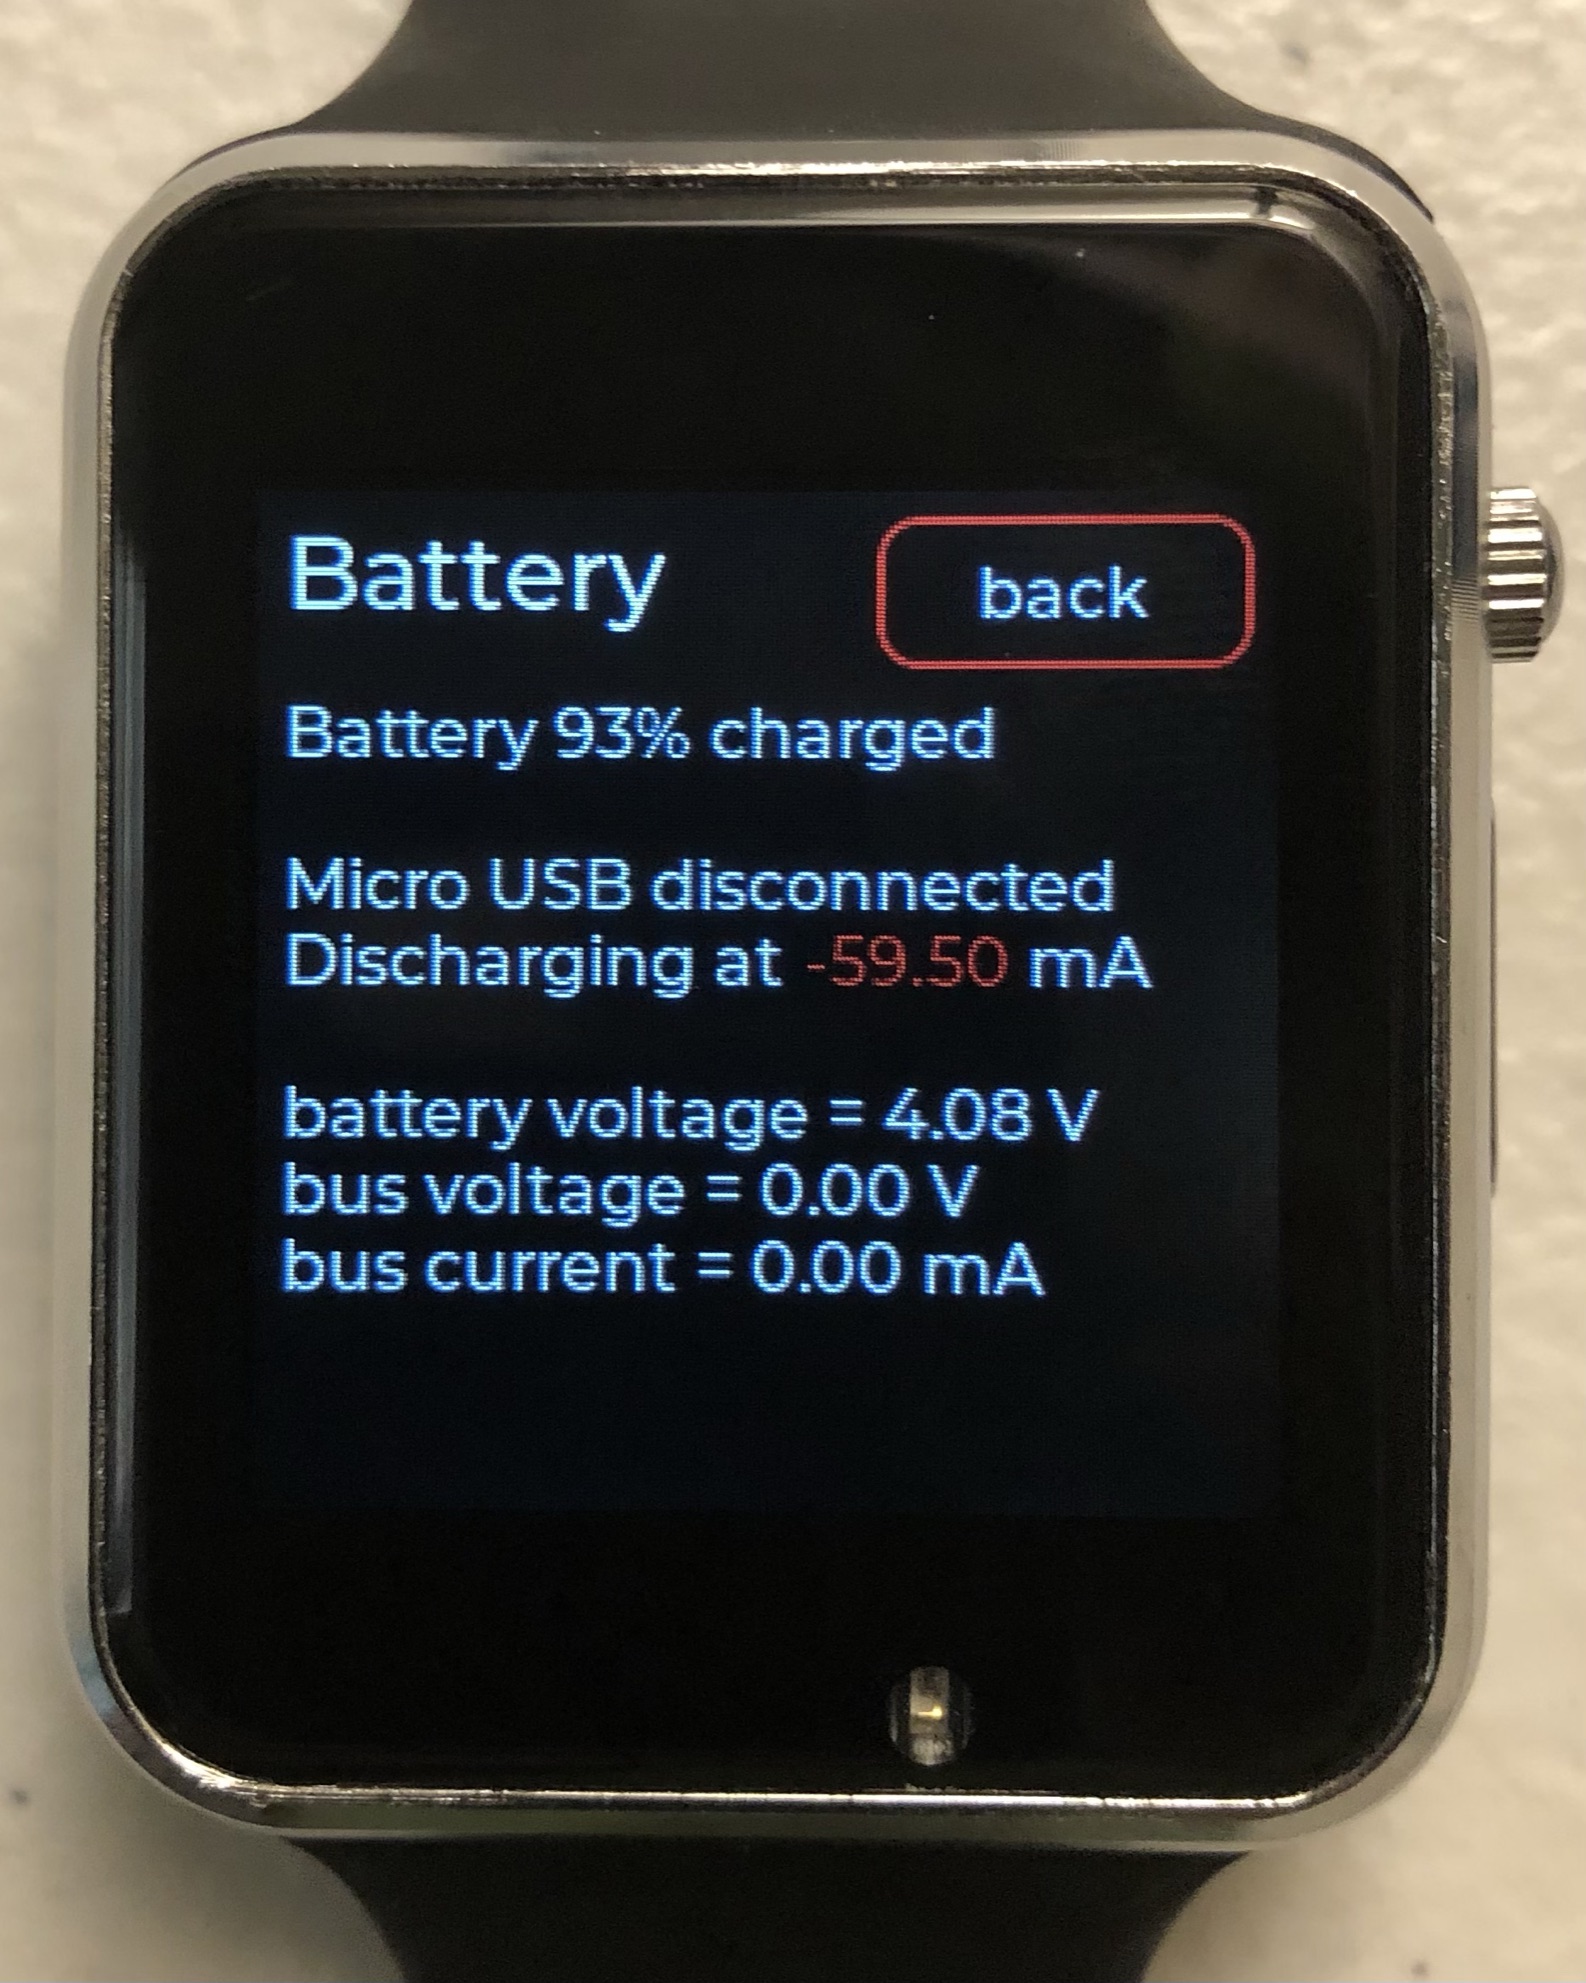 Battery
back
Battery 93% charged
Micro USB disconnected
Discharging at -59.50 mA
battery voltage = 4.08 V
bus voltage = 0.00 V
bus current = 0.00 mA